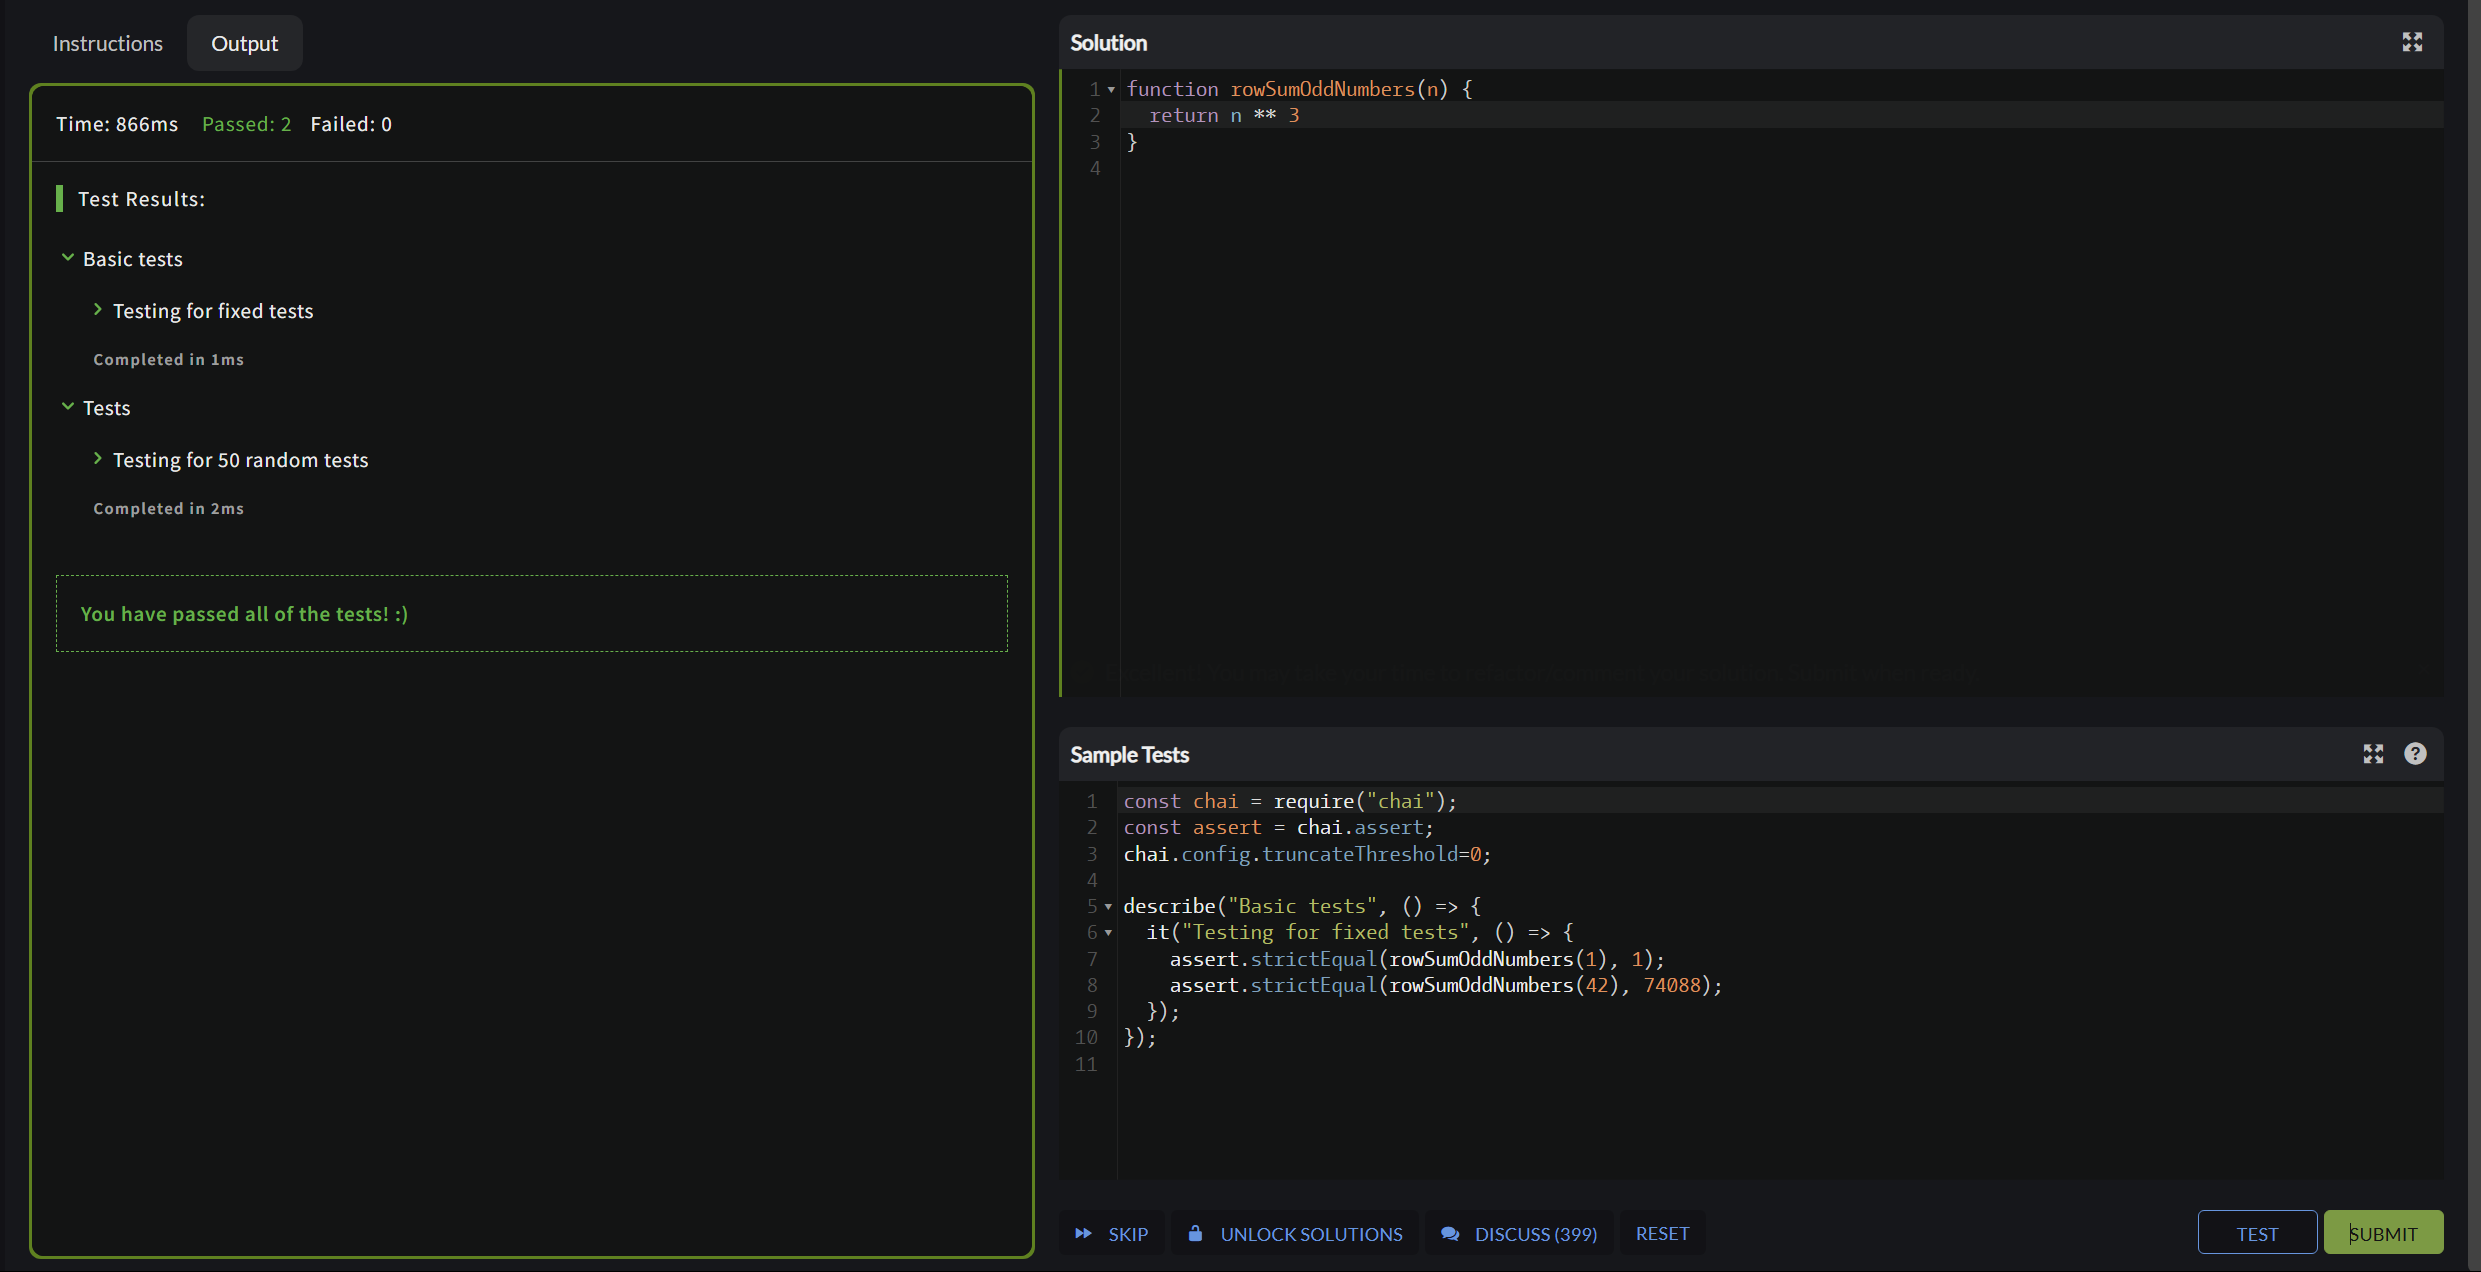 Instructions
Output
Time: 866ms Passed: 2 Failed: 0
Test Results:
Basic tests
Testing for fixed tests
Completed in 1ms
Tests
Testing for 50 random tests
Completed in 2ms
You have passed all of the tests! :)
Solution
1 function rowSumOddNumbers(n) {
2 return n ** 3
3 }
4
Sample Tests
1 const chai = require("chai");
2 const assert = chai.assert;
3 chai.config.truncateThreshold=0;
4
5 describe("Basic tests", () => {
6 it("Testing for fixed tests", () => {
7 assert.strictEqual(rowSumOddNumbers(1), 1);
8 assert.strictEqual(rowSumOddNumbers(42), 74088);
9 });
10 });
11
SKIP
UNLOCK SOLUTIONS
DISCUSS (399)
RESET
TEST
SUBMIT